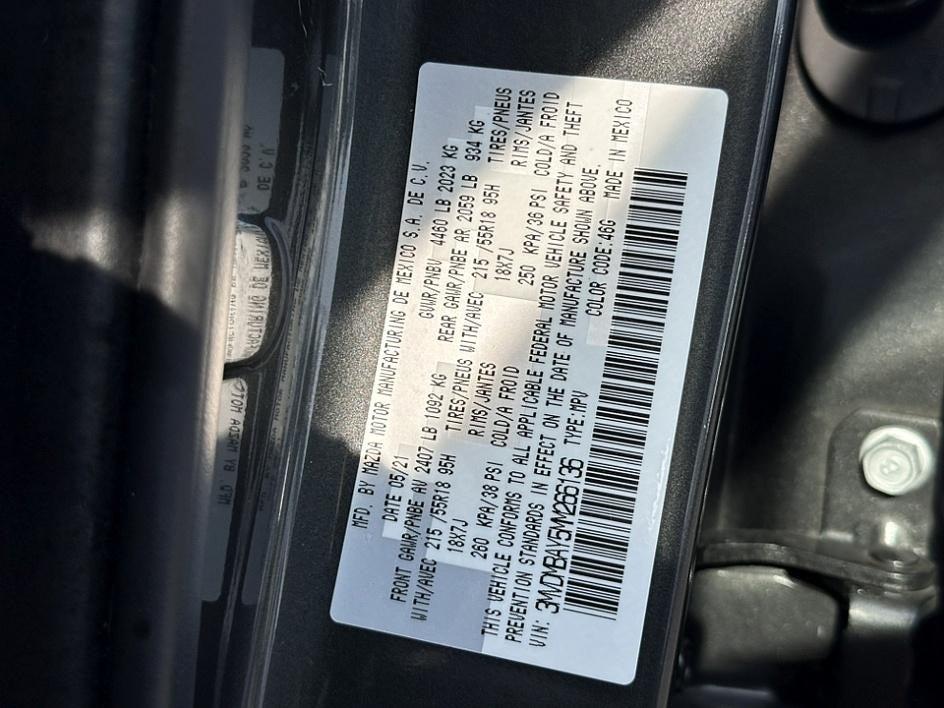 MFD. BY MAZDA MOTOR MANUFACTURING DE MEXICO S.A. DE C.V.
DATE 05/21 GVWR/PNBV 4460 LB 2023 KG
FRONT GAWR/PNBE AV 2407 LB 1092 KG REAR GAWR/PNBE AR 2059 LB 934 KG
WITH/AVEC 215 /55R18 95H TIRES/PNEUS WITH/AVEC 215 /55R18 95H TIRES/PNEUS
18X7J RIMS/JANTES 18X7J RIMS/JANTES
260 KPA/38 PSI COLD/A FROID 250 KPA/36 PSI COLD/A FROID
THIS VEHICLE CONFORMS TO ALL APPLICABLE FEDERAL MOTOR VEHICLE SAFETY AND THEFT
PREVENTION STANDARDS IN EFFECT ON THE DATE OF MANUFACTURE SHOWN ABOVE.
VIN: 3MVDMBAY5MM266136 TYPE:MPV COLOR CODE:46G MADE IN MEXICO